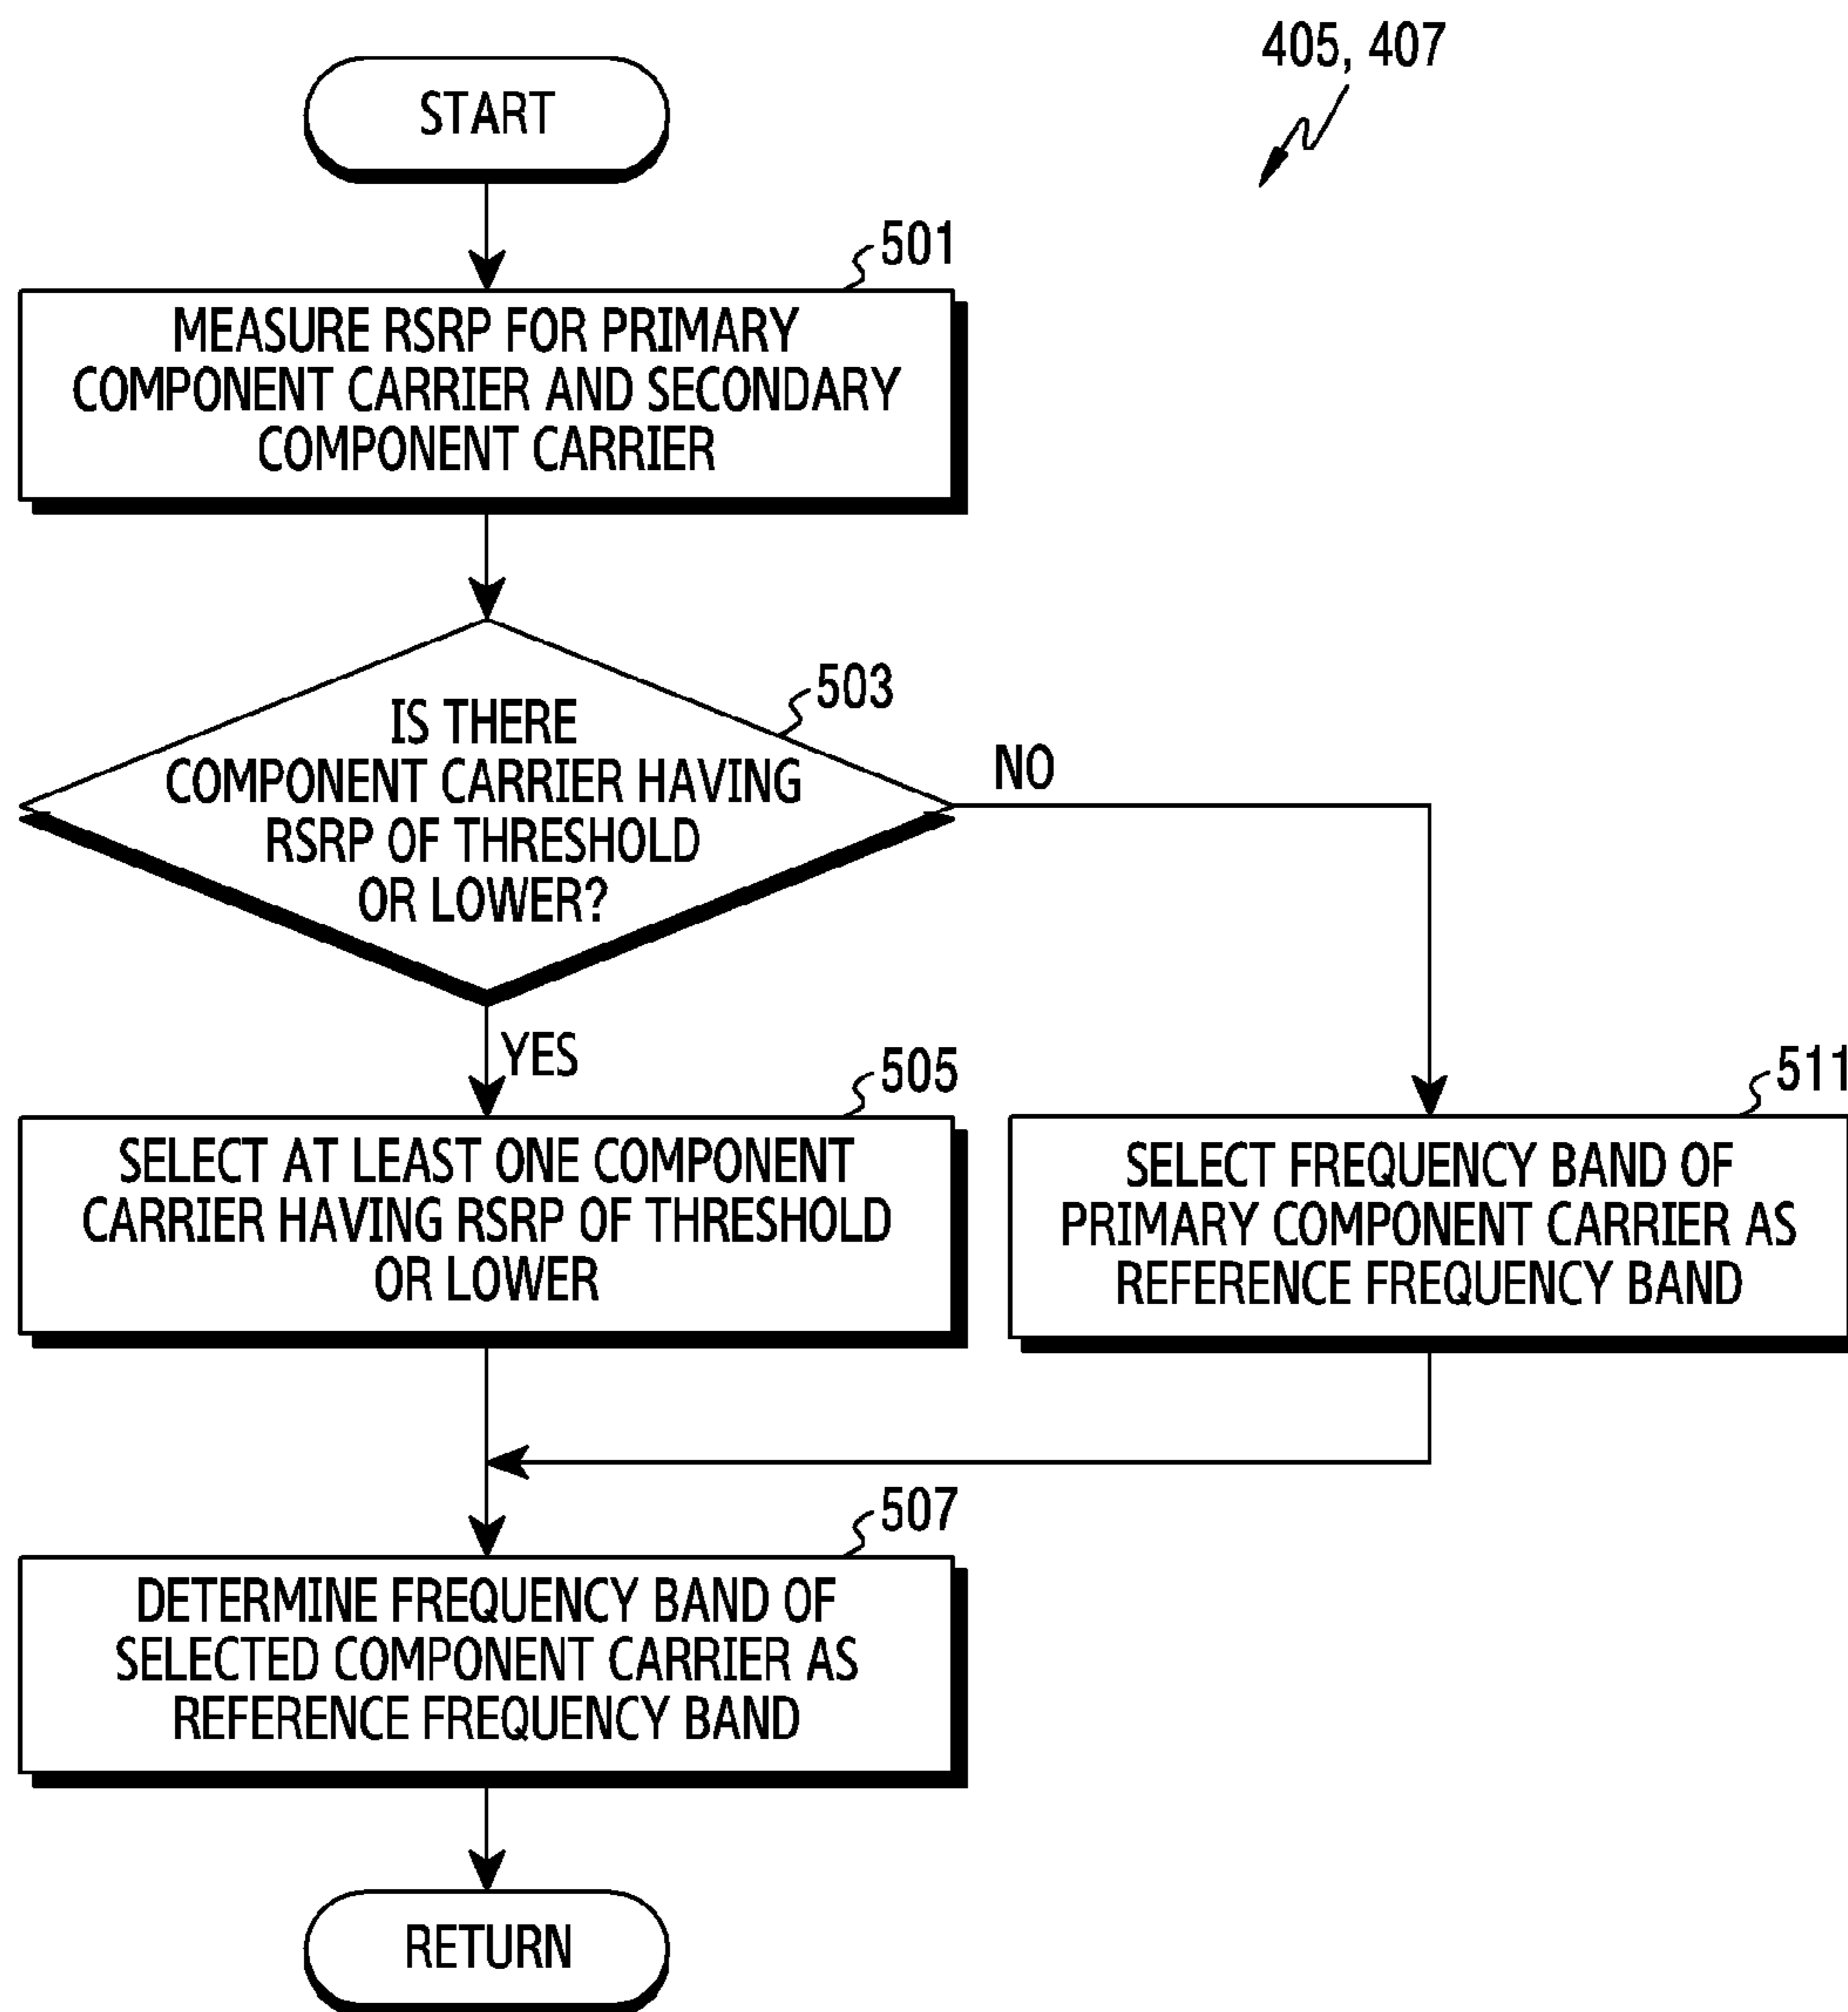 405, 407
START
501
MEASURE RSRP FOR PRIMARY
COMPONENT CARRIER AND SECONDARY
COMPONENT CARRIER
503
IS THERE
COMPONENT CARRIER HAVING
RSRP OF THRESHOLD
OR LOWER?
NO
YES
505
SELECT AT LEAST ONE COMPONENT
CARRIER HAVING RSRP OF THRESHOLD
OR LOWER
511
SELECT FREQUENCY BAND OF
PRIMARY COMPONENT CARRIER AS
REFERENCE FREQUENCY BAND
507
DETERMINE FREQUENCY BAND OF
SELECTED COMPONENT CARRIER AS
REFERENCE FREQUENCY BAND
RETURN